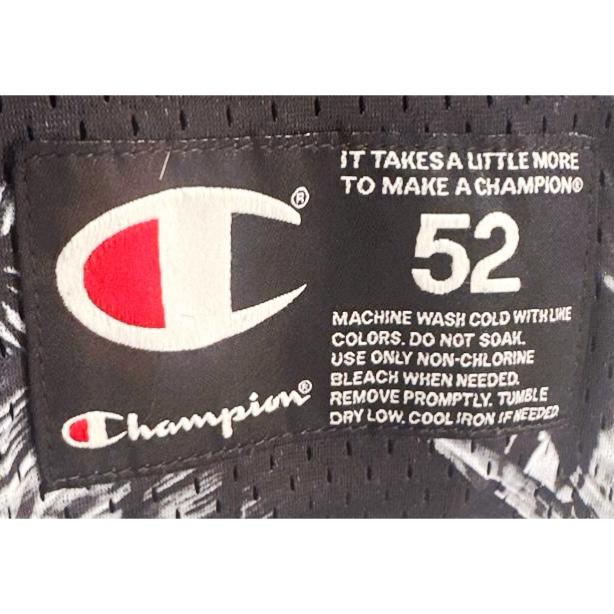 IT TAKES A LITTLE MORE
TO MAKE A CHAMPION®
52
MACHINE WASH COLD WITH LIKE
COLORS. DO NOT SOAK.
USE ONLY NON-CHLORINE
BLEACH WHEN NEEDED.
REMOVE PROMPTLY. TUMBLE
DRY LOW. COOL IRON IF NEEDED
®
Champion®